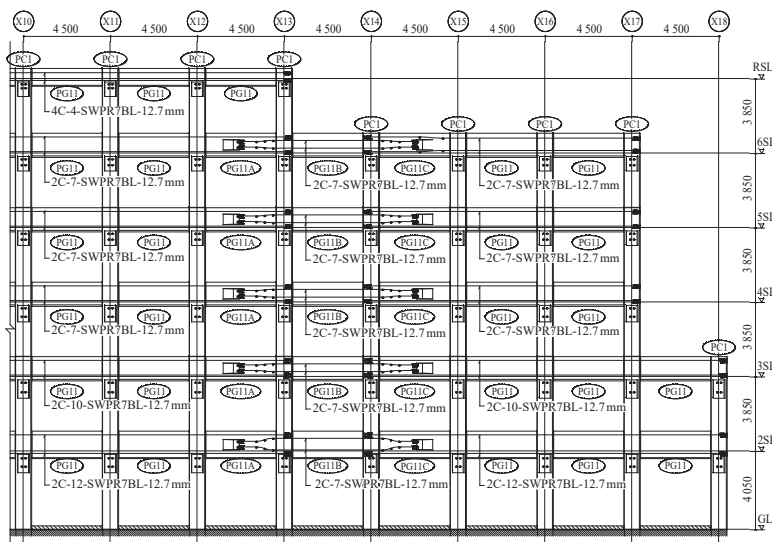 X10 X11 X12 X13 X14 X15 X16 X17 X18
4 500 4 500 4 500 4 500 4 500 4 500 4 500 4 500
PC1 PC1 PC1 PC1
RSL
PG11 PG11 PG11
4C-4-SWPR7BL-12.7mm
3 850
PC1 PC1 PC1 PC1
6SL
PG11 PG11 PG11A PG11B PG11C PG11 PG11
2C-7-SWPR7BL-12.7mm 2C-7-SWPR7BL-12.7mm 2C-7-SWPR7BL-12.7mm
3 850
5SL
PG11 PG11 PG11A PG11B PG11C PG11 PG11
2C-7-SWPR7BL-12.7mm 2C-7-SWPR7BL-12.7mm 2C-7-SWPR7BL-12.7mm
3 850
4SL
PG11 PG11 PG11A PG11B PG11C PG11 PG11
2C-7-SWPR7BL-12.7mm 2C-7-SWPR7BL-12.7mm 2C-7-SWPR7BL-12.7mm
3 850
PC1
3SL
PG11 PG11 PG11A PG11B PG11C PG11 PG11 PG11
2C-10-SWPR7BL-12.7mm 2C-7-SWPR7BL-12.7mm 2C-10-SWPR7BL-12.7mm
3 850
2SL
PG11 PG11 PG11A PG11B PG11C PG11 PG11 PG11
2C-12-SWPR7BL-12.7mm 2C-7-SWPR7BL-12.7mm 2C-12-SWPR7BL-12.7mm
4 050
GL